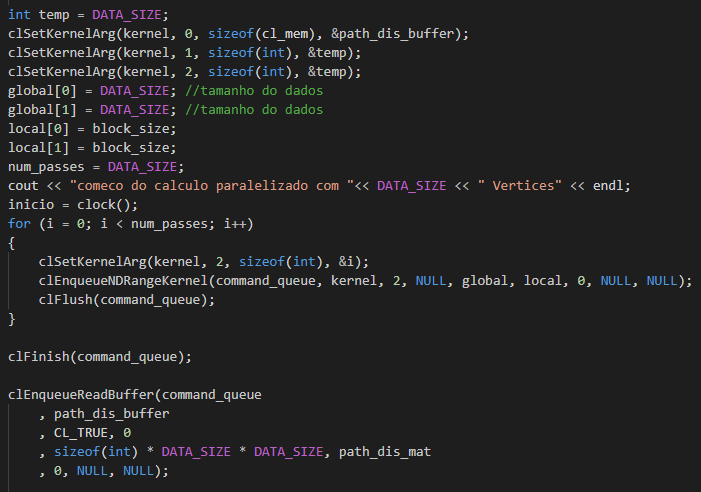 int temp = DATA_SIZE;
clSetKernelArg(kernel, 0, sizeof(cl_mem), &path_dis_buffer);
clSetKernelArg(kernel, 1, sizeof(int), &temp);
clSetKernelArg(kernel, 2, sizeof(int), &temp);
global[0] = DATA_SIZE; //tamanho do dados
global[1] = DATA_SIZE; //tamanho do dados
local[0] = block_size;
local[1] = block_size;
num_passes = DATA_SIZE;
cout << "comeco do calculo paralelizado com "<< DATA_SIZE << " Vertices" << endl;
inicio = clock();
for (i = 0; i < num_passes; i++)
{
    clSetKernelArg(kernel, 2, sizeof(int), &i);
    clEnqueueNDRangeKernel(command_queue, kernel, 2, NULL, global, local, 0, NULL, NULL);
    clFlush(command_queue);
}
clFinish(command_queue);
clEnqueueReadBuffer(command_queue
    , path_dis_buffer
    , CL_TRUE, 0
    , sizeof(int) * DATA_SIZE * DATA_SIZE, path_dis_mat
    , 0, NULL, NULL);